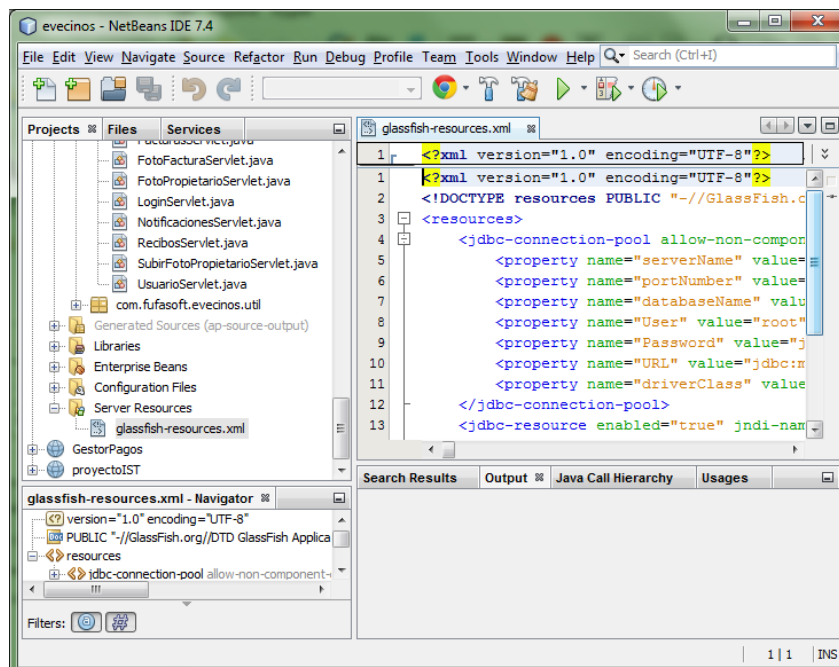 evecinos - NetBeans IDE 7.4
File Edit View Navigate Source Refactor Run Debug Profile Team Tools Window Help Search (Ctrl+I)
Projects Files Services
FacturasServlet.java
FotoFacturaServlet.java
FotoPropietarioServlet.java
LoginServlet.java
NotificacionesServlet.java
RecibosServlet.java
SubirFotoPropietarioServlet.java
UsuarioServlet.java
com.fufasoft.evecinos.util
Generated Sources (ap-source-output)
Libraries
Enterprise Beans
Configuration Files
Server Resources
glassfish-resources.xml
GestorPagos
proyectoIST
glassfish-resources.xml - Navigator
version="1.0" encoding="UTF-8"
PUBLIC "-//GlassFish.org//DTD GlassFish Applica
resources
jdbc-connection-pool allow-non-component-
Filters:
glassfish-resources.xml
1 <?xml version="1.0" encoding="UTF-8"?>
1 <?xml version="1.0" encoding="UTF-8"?>
2 <!DOCTYPE resources PUBLIC "-//GlassFish.o
3 <resources>
4 <jdbc-connection-pool allow-non-compon
5 <property name="serverName" value=
6 <property name="portNumber" value=
7 <property name="databaseName" valu
8 <property name="User" value="root"
9 <property name="Password" value="j
10 <property name="URL" value="jdbc:m
11 <property name="driverClass" value
12 </jdbc-connection-pool>
13 <jdbc-resource enabled="true" jndi-nam
Search Results Output Java Call Hierarchy Usages
1 | 1 INS